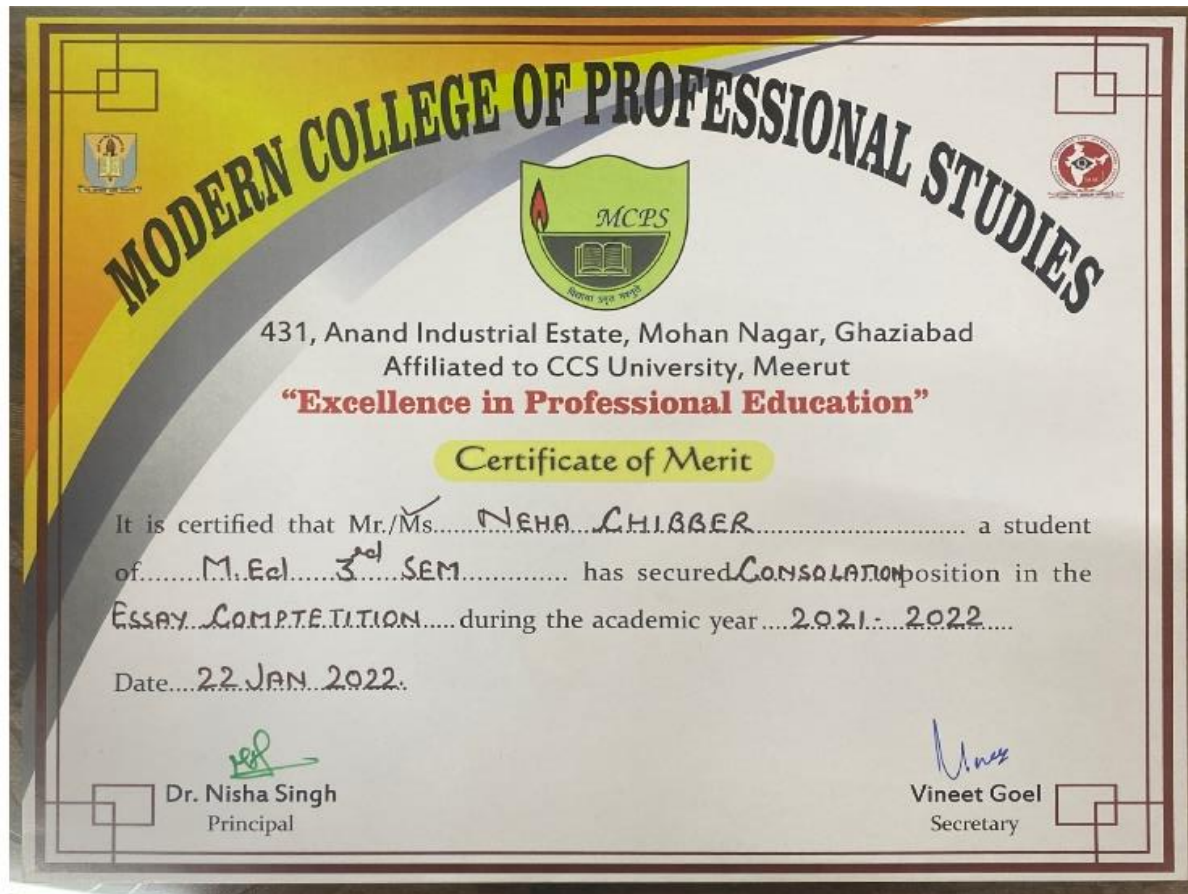 MODERN COLLEGE OF PROFESSIONAL STUDIES
MCPS
431, Anand Industrial Estate, Mohan Nagar, Ghaziabad
Affiliated to CCS University, Meerut
“Excellence in Professional Education”
Certificate of Merit
It is certified that Mr./Ms..... NEHA CHIBBER ..... a student
of..... M.Ed 3rd SEM ..... has secured CONSOLATION position in the
ESSAY COMPTETITION ..... during the academic year .... 2021-2022 ....
Date.... 22 JAN 2022.
Dr. Nisha Singh
Principal
Vineet Goel
Secretary